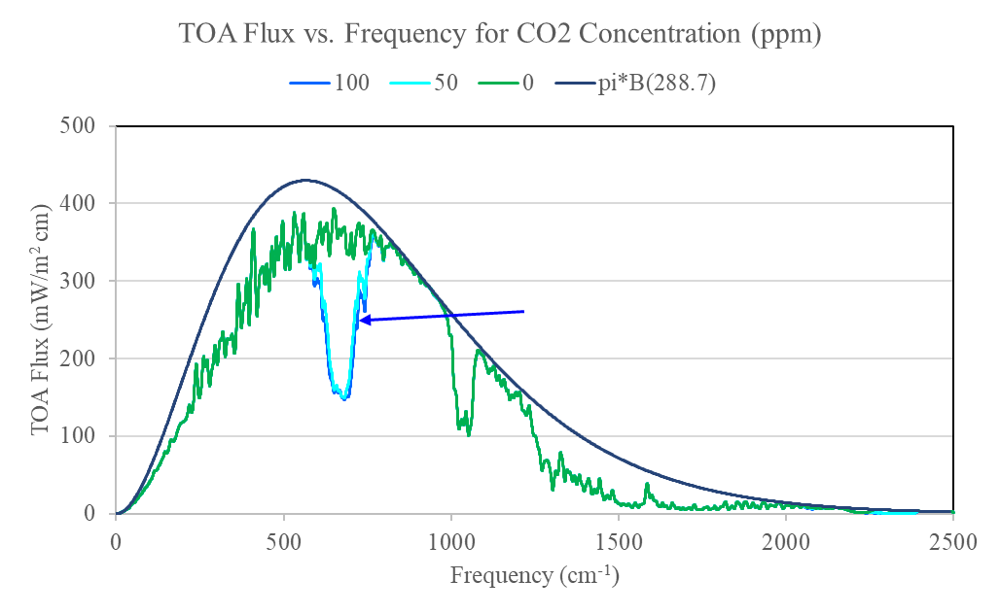 TOA Flux vs. Frequency for CO2 Concentration (ppm)
100 50 0 pi*B(288.7)
500
400
300
200
100
0
TOA Flux (mW/m² cm)
0 500 1000 1500 2000 2500
Frequency (cm⁻¹)